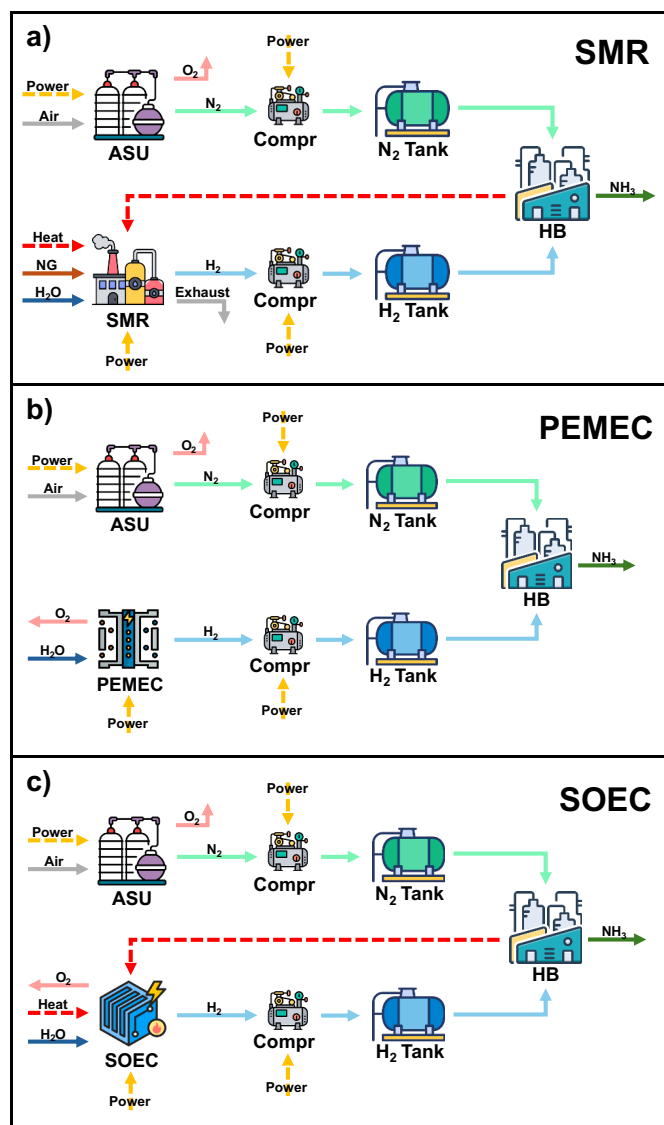 a)
SMR
Power
O₂
Power
N₂
Air
ASU
Compr
N₂ Tank
NH₃
HB
Heat
NG
H₂O
H₂
Exhaust
SMR
Compr
H₂ Tank
Power
Power
b)
PEMEC
Power
O₂
Power
N₂
Air
ASU
Compr
N₂ Tank
NH₃
HB
O₂
H₂O
H₂
PEMEC
Compr
H₂ Tank
Power
Power
c)
SOEC
Power
O₂
Power
N₂
Air
ASU
Compr
N₂ Tank
NH₃
HB
O₂
Heat
H₂O
H₂
SOEC
Compr
H₂ Tank
Power
Power